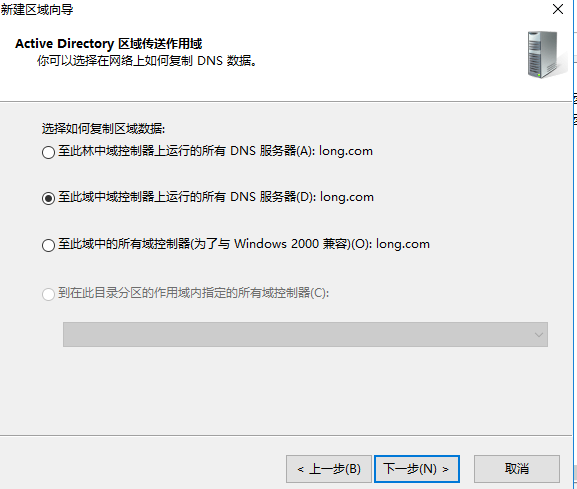 新建区域向导
Active Directory 区域传送作用域
你可以选择在网络上如何复制 DNS 数据。
选择如何复制区域数据:
至此林中域控制器上运行的所有 DNS 服务器(A): long.com
至此域中域控制器上运行的所有 DNS 服务器(D): long.com
至此域中的所有域控制器(为了与 Windows 2000 兼容)(O): long.com
到在此目录分区的作用域内指定的所有域控制器(C):
< 上一步(B) 下一步(N) > 取消